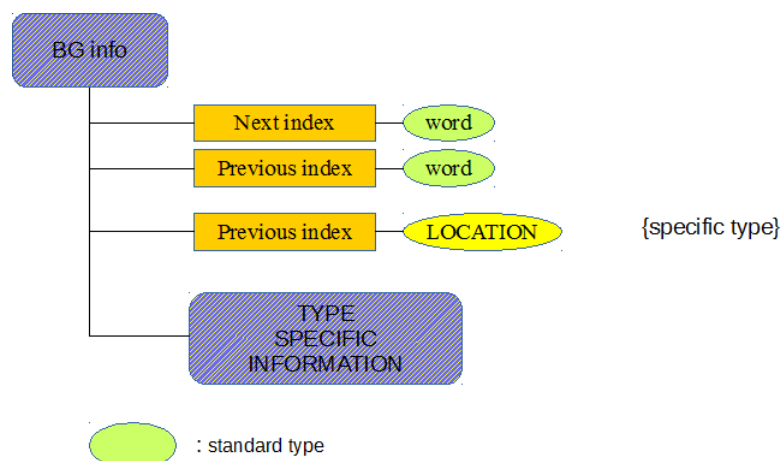 BG info
Next index word
Previous index word
Previous index LOCATION {specific type}
TYPE
SPECIFIC
INFORMATION
: standard type